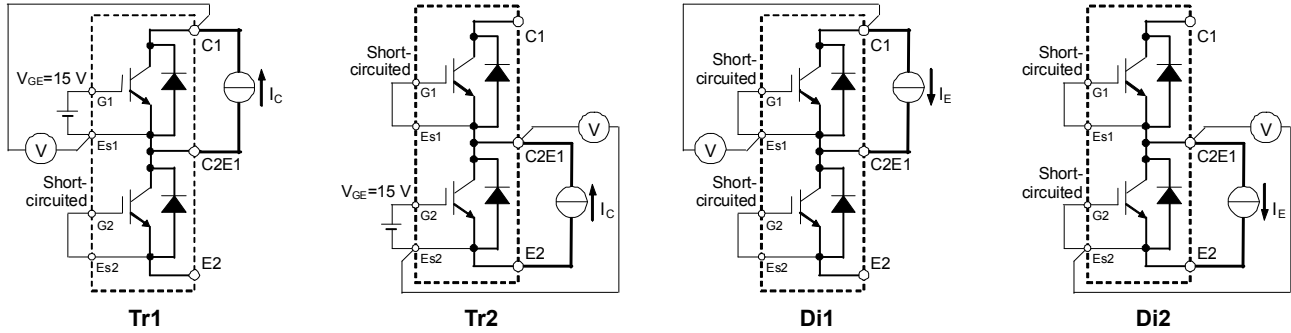 C1
V_GE=15 V
G1
I_C
V
Es1
C2E1
Short-
circuited
G2
Es2
E2
Tr1
C1
Short-
circuited
G1
Es1
V
C2E1
V_GE=15 V
G2
I_C
Es2
E2
Tr2
C1
Short-
circuited
G1
I_E
V
Es1
C2E1
Short-
circuited
G2
Es2
E2
Di1
C1
Short-
circuited
G1
Es1
V
C2E1
Short-
circuited
G2
I_E
Es2
E2
Di2